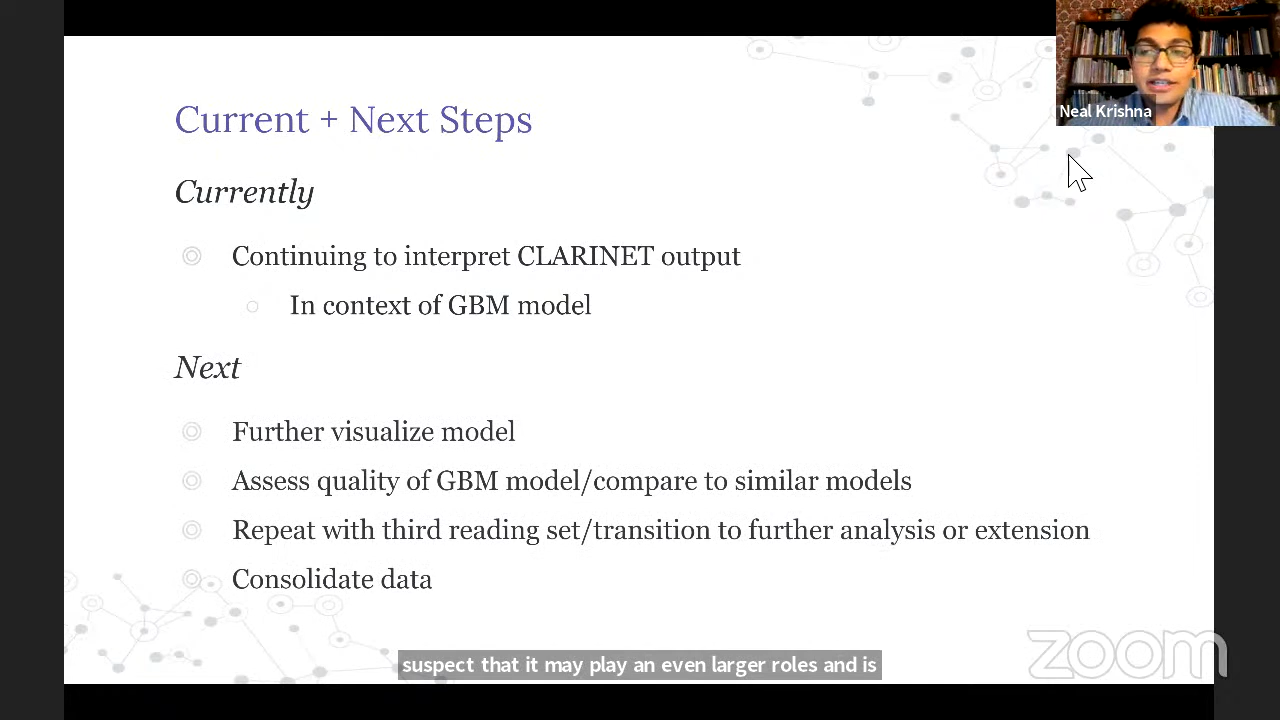 Neal Krishna
Current + Next Steps
Currently
Continuing to interpret CLARINET output
In context of GBM model
Next
Further visualize model
Assess quality of GBM model/compare to similar models
Repeat with third reading set/transition to further analysis or extension
Consolidate data
suspect that it may play an even larger roles and is
zoom